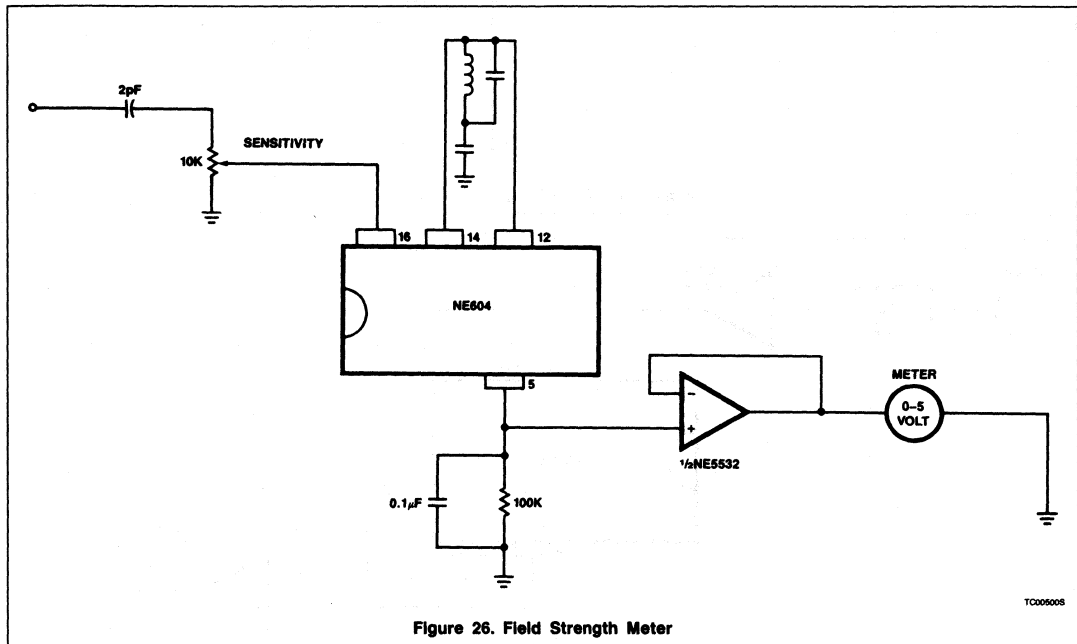 2pF
SENSITIVITY
10K
16
14
12
NE604
5
METER
0–5
VOLT
−
+
1/2NE5532
0.1μF
100K
TC00500S
Figure 26. Field Strength Meter